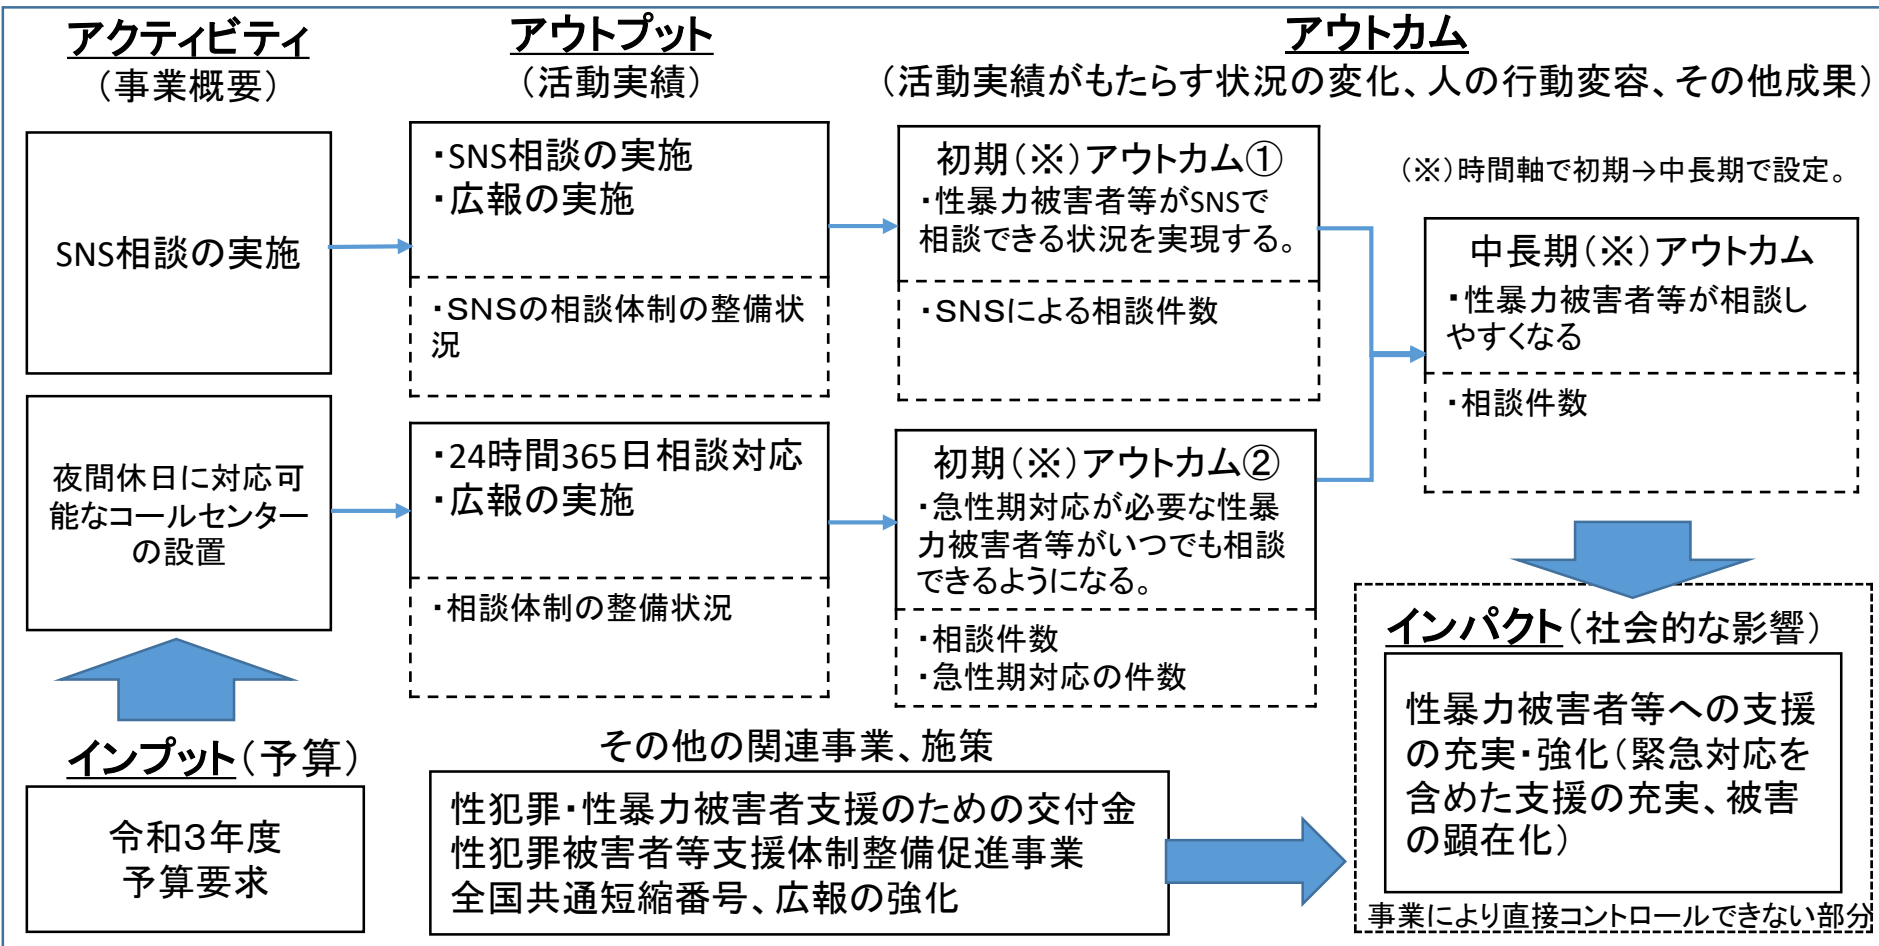 アクティビティ
（事業概要）
SNS相談の実施
夜間休日に対応可
能なコールセンター
の設置
インプット（予算）
令和３年度
予算要求
アウトプット
（活動実績）
・SNS相談の実施
・広報の実施
・ＳＮＳの相談体制の整備状
況
・24時間365日相談対応
・広報の実施
・相談体制の整備状況
アウトカム
（活動実績がもたらす状況の変化、人の行動変容、その他成果）
初期（※）アウトカム①
・性暴力被害者等がSNSで
相談できる状況を実現する。
・ＳＮＳによる相談件数
初期（※）アウトカム②
・急性期対応が必要な性暴
力被害者等がいつでも相談
できるようになる。
・相談件数
・急性期対応の件数
（※）時間軸で初期→中長期で設定。
中長期（※）アウトカム
・性暴力被害者等が相談し
やすくなる
・相談件数
その他の関連事業、施策
性犯罪・性暴力被害者支援のための交付金
性犯罪被害者等支援体制整備促進事業
全国共通短縮番号、広報の強化
インパクト（社会的な影響）
性暴力被害者等への支援
の充実・強化（緊急対応を
含めた支援の充実、被害
の顕在化）
事業により直接コントロールできない部分